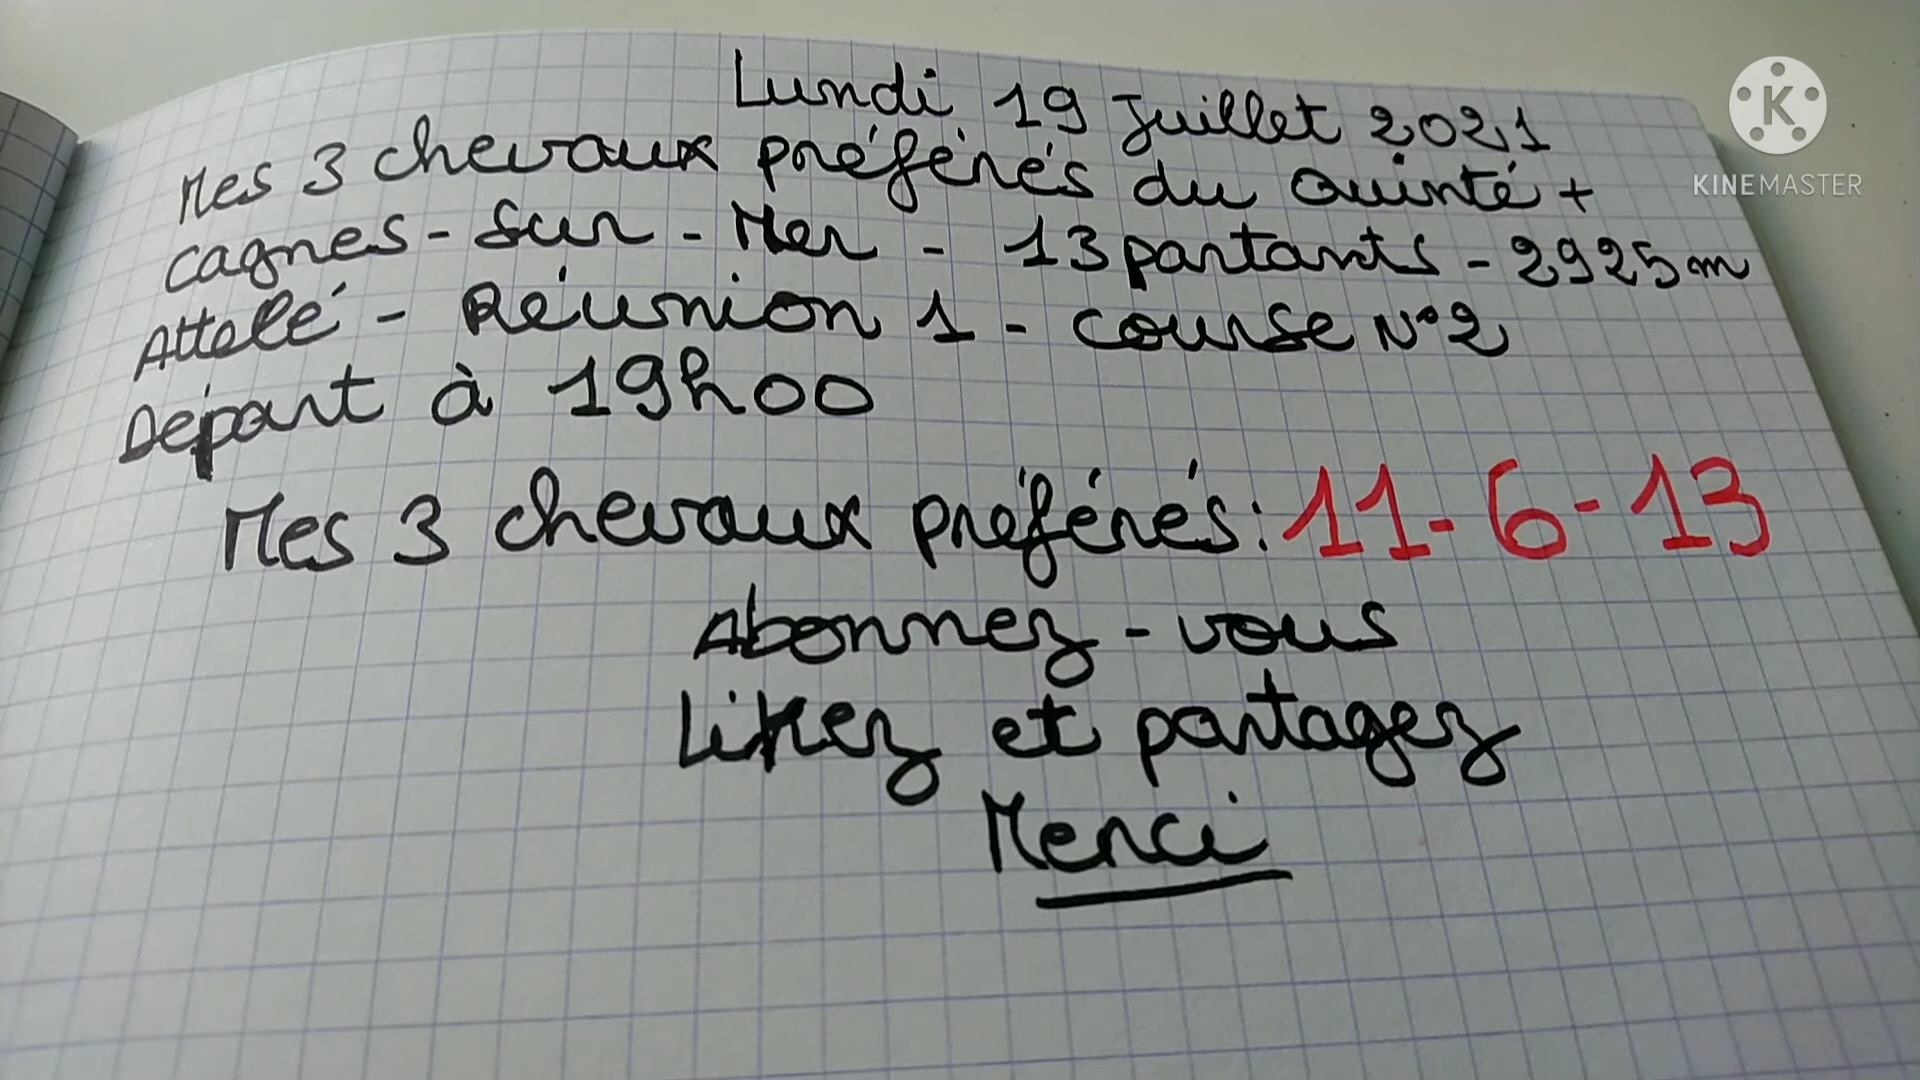 Lundi 19 Juillet 2021
Mes 3 chevaux préférés du Quinté +
Cagnes-Sur-Mer - 13 partants - 2925m
Attelé - Réunion 1 - course N°2
Départ à 19h00
Mes 3 chevaux préférés: 11-6-13
Abonnez-vous
Likez et partagez
Merci
K
KINEMASTER